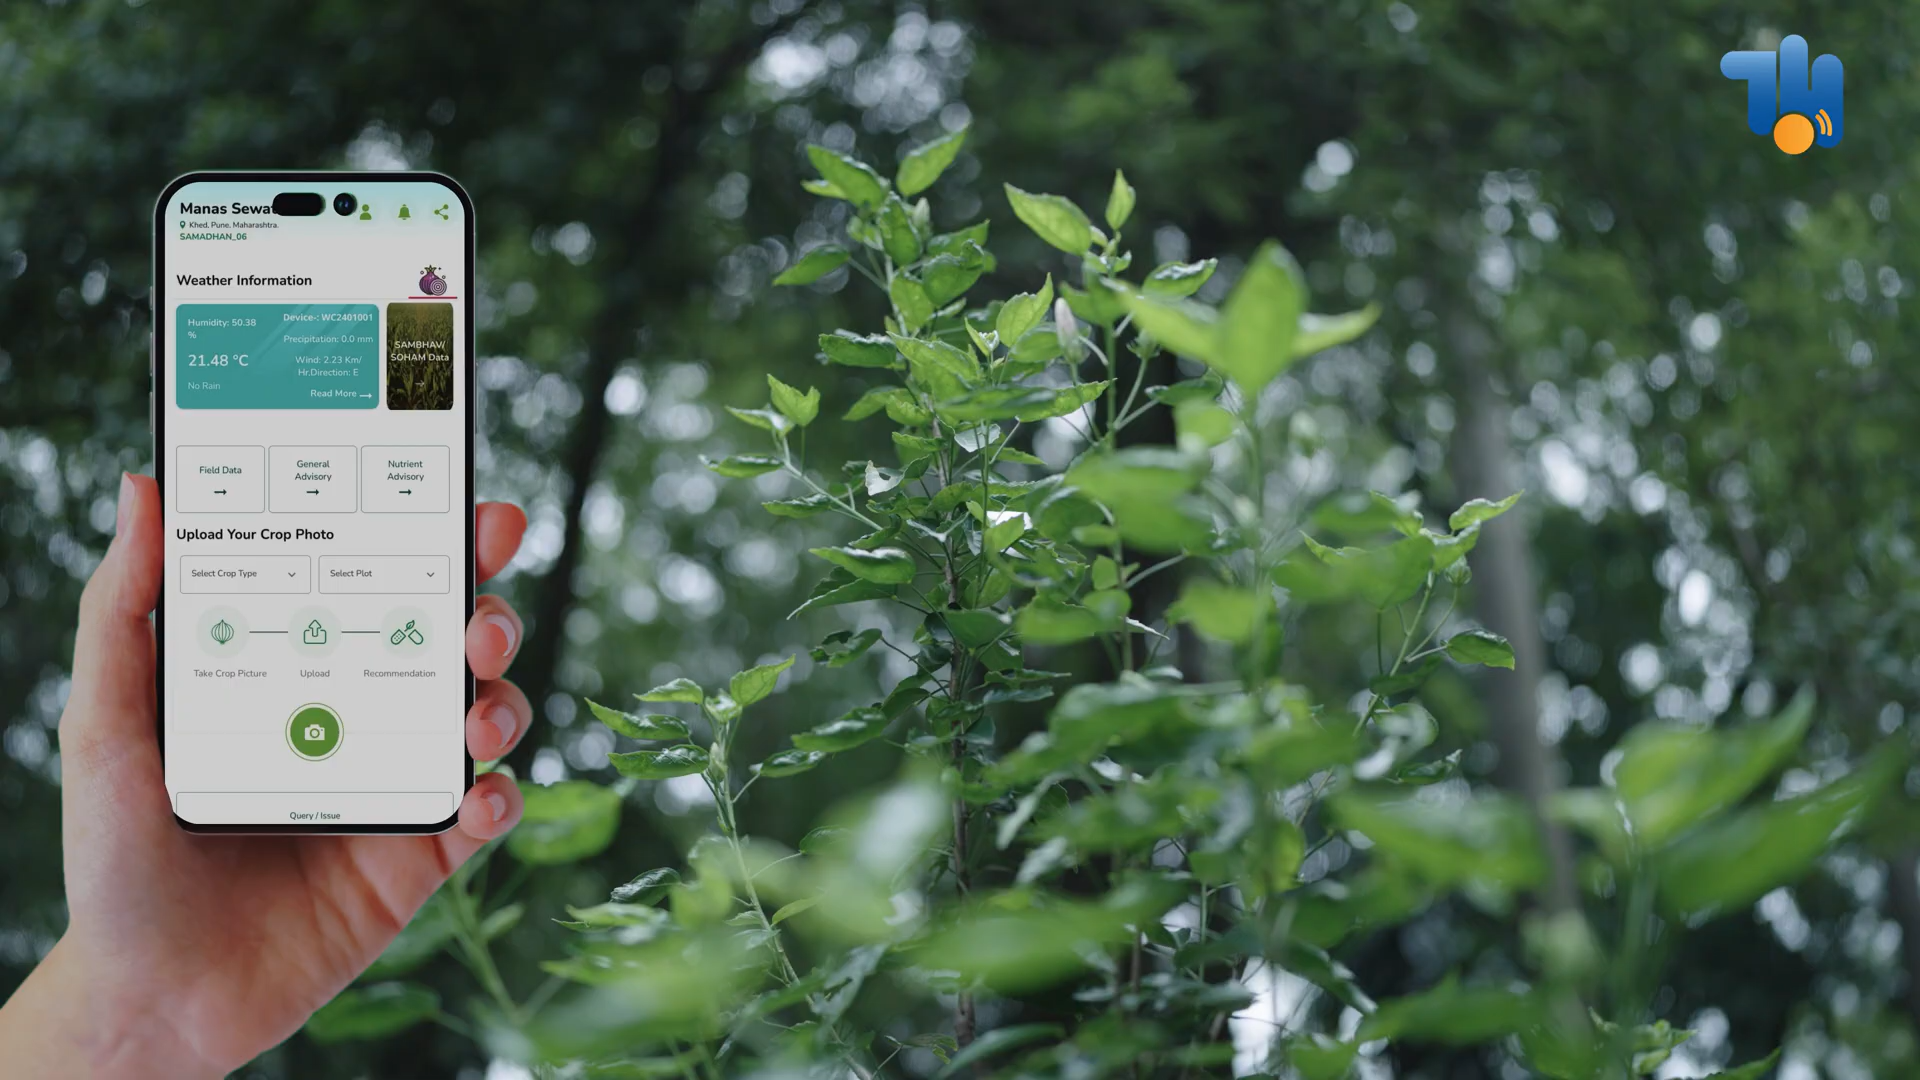 Manas Sewat
Khed, Pune, Maharashtra.
SAMADHAN_06
Weather Information
Humidity: 50.38
%
Device-: WC2401001
Precipitation: 0.0 mm
21.48 °C
Wind: 2.23 Km/
Hr.Direction: E
No Rain
Read More
SAMBHAV/
SOHAM Data
Field Data
General
Advisory
Nutrient
Advisory
Upload Your Crop Photo
Select Crop Type
Select Plot
Take Crop Picture
Upload
Recommendation
Query / Issue